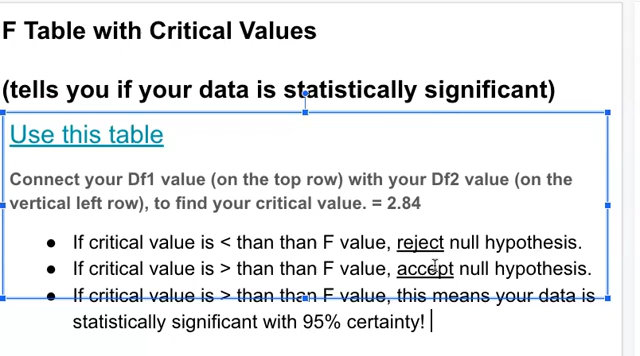 F Table with Critical Values
(tells you if your data is statistically significant)
Use this table
Connect your Df1 value (on the top row) with your Df2 value (on the
vertical left row), to find your critical value. = 2.84
● If critical value is < than than F value, reject null hypothesis.
● If critical value is > than than F value, accept null hypothesis.
● If critical value is > than than F value, this means your data is
statistically significant with 95% certainty!